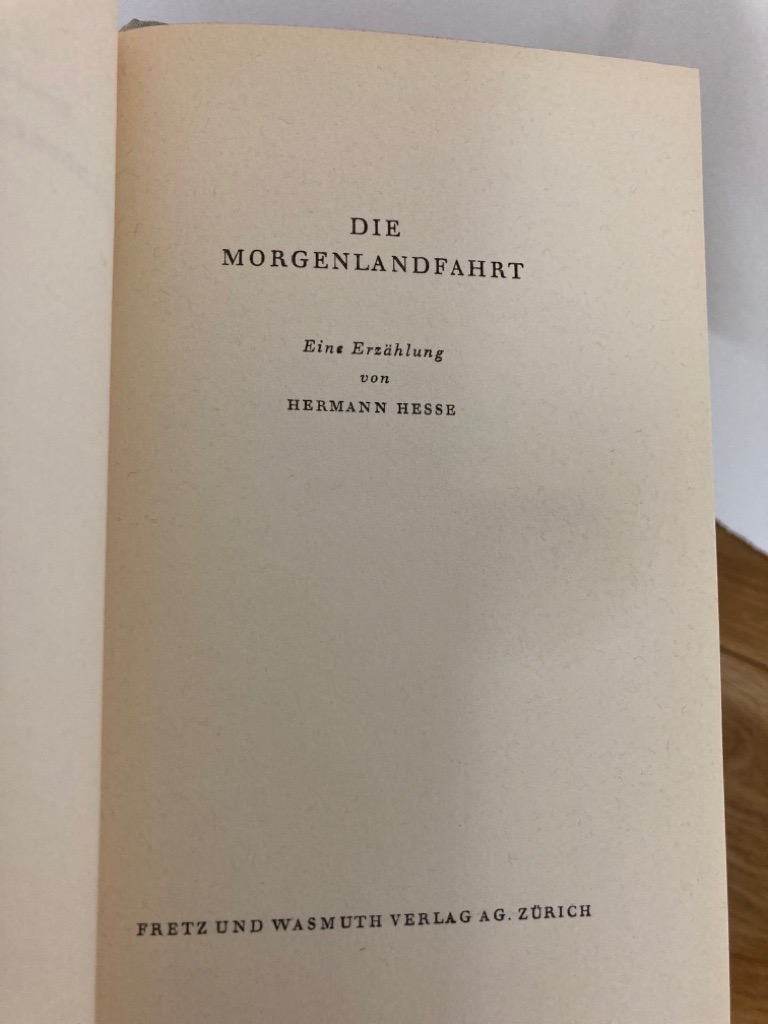 DIE
MORGENLANDFAHRT
Eine Erzählung
von
HERMANN HESSE
FRETZ UND WASMUTH VERLAG AG. ZÜRICH